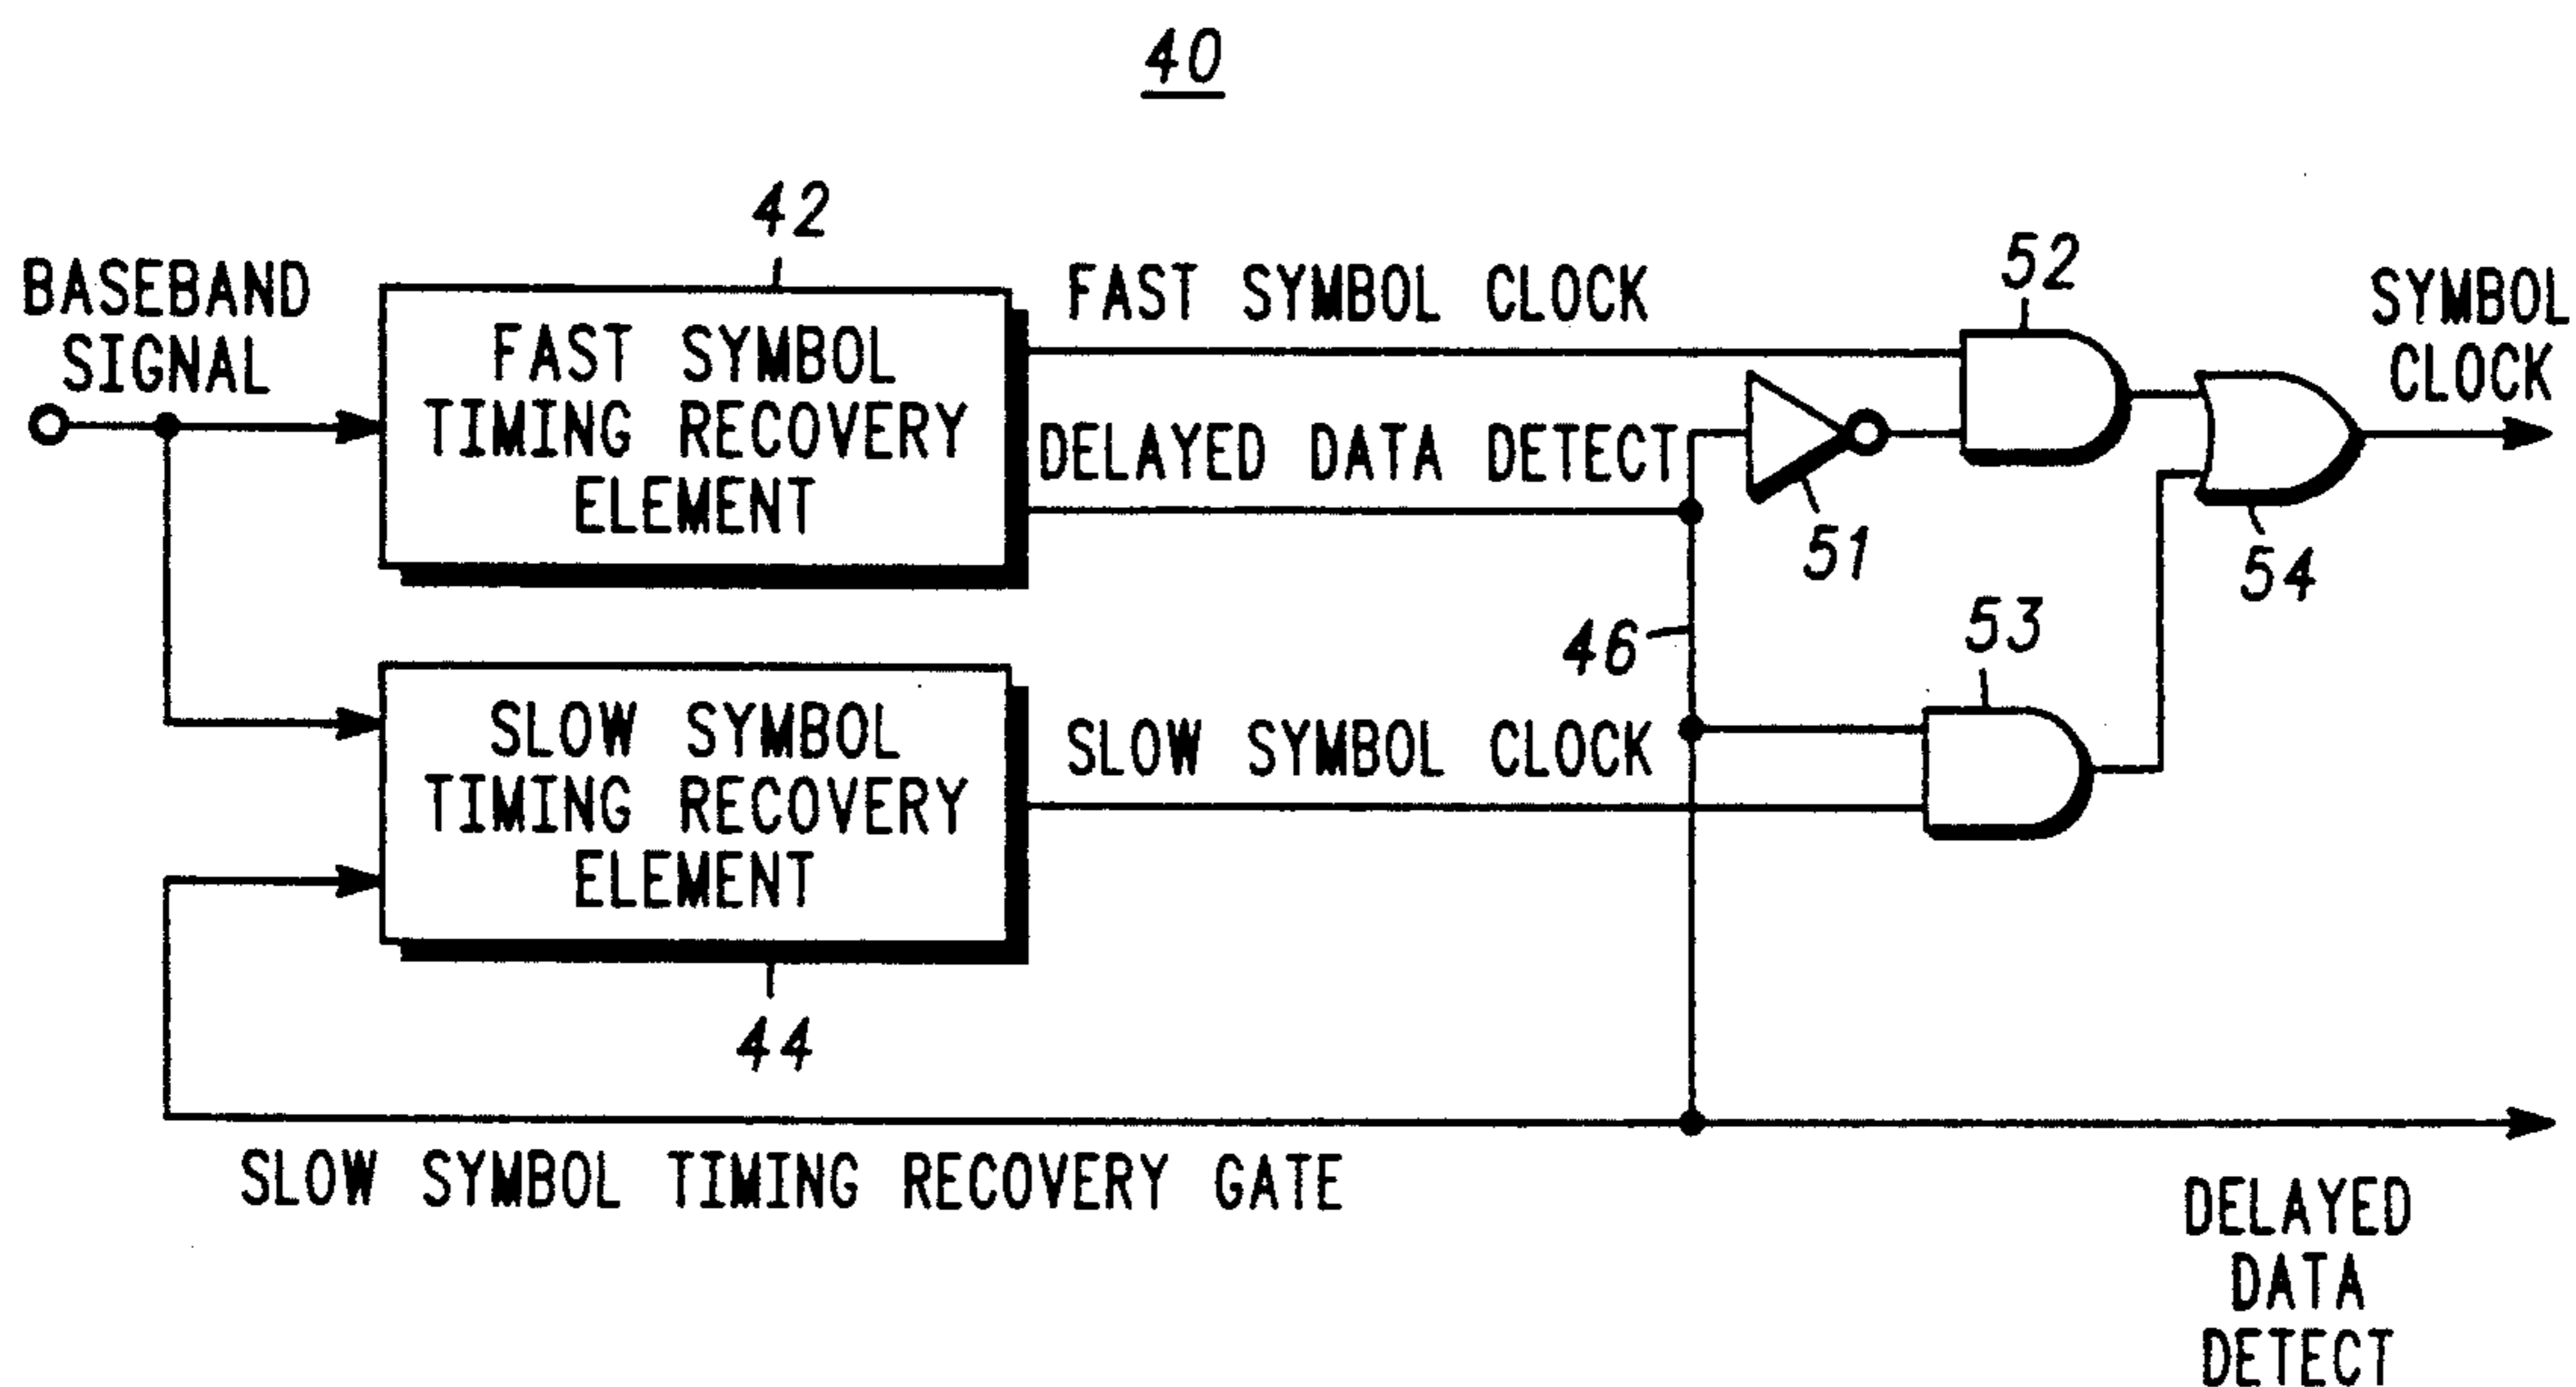 40
BASEBAND
SIGNAL
42
FAST SYMBOL
TIMING RECOVERY
ELEMENT
FAST SYMBOL CLOCK
DELAYED DATA DETECT
52
SYMBOL
CLOCK
51
54
46
53
SLOW SYMBOL
TIMING RECOVERY
ELEMENT
SLOW SYMBOL CLOCK
44
SLOW SYMBOL TIMING RECOVERY GATE
DELAYED
DATA
DETECT